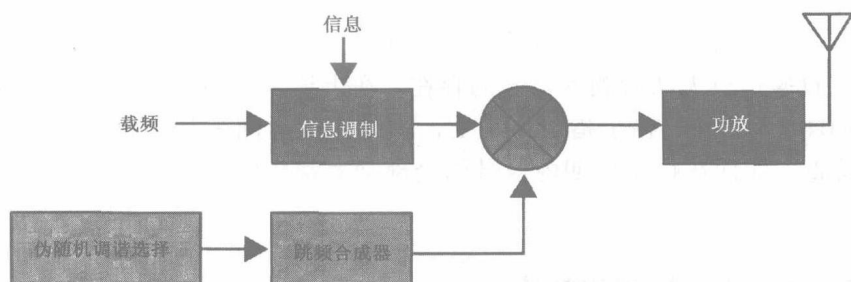 信息
载频
信息调制
功放
伪随机调谐选择
跳频合成器